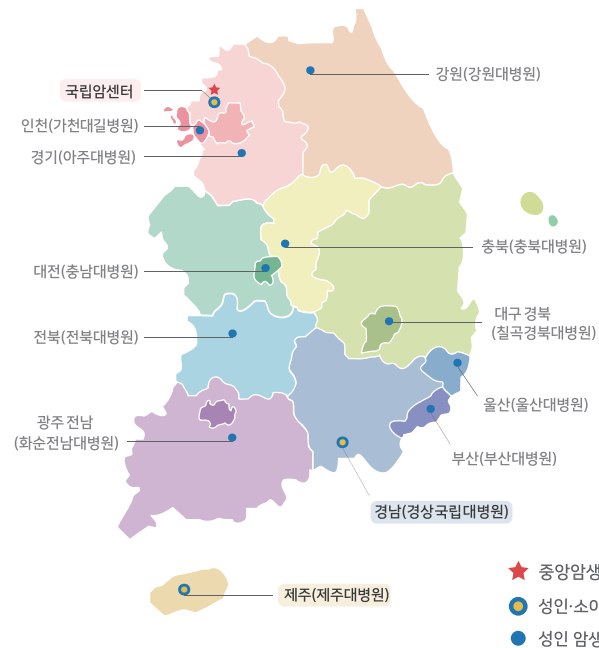 강원(강원대병원)
국립암센터
인천(가천대길병원)
경기(아주대병원)
충북(충북대병원)
대전(충남대병원)
대구 경북
(칠곡경북대병원)
전북(전북대병원)
울산(울산대병원)
광주 전남
(화순전남대병원)
부산(부산대병원)
경남(경상국립대병원)
제주(제주대병원)
중앙암생
성인·소아
성인 암생